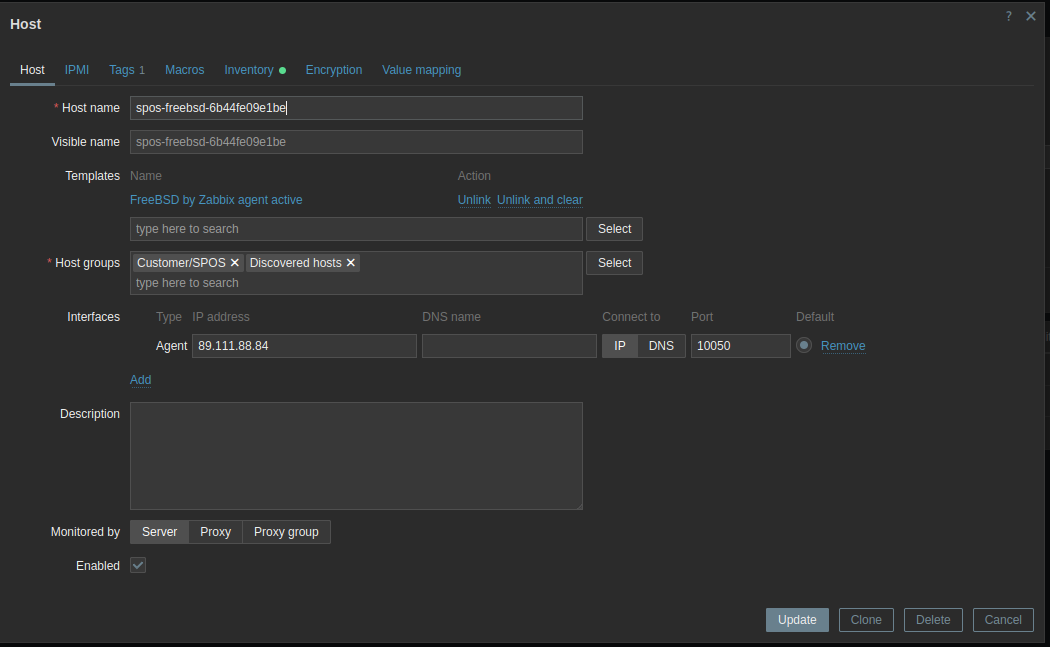 Host
?
Host IPMI Tags 1 Macros Inventory Encryption Value mapping
* Host name spos-freebsd-6b44fe09e1be
Visible name spos-freebsd-6b44fe09e1be
Templates Name Action
FreeBSD by Zabbix agent active Unlink Unlink and clear
type here to search Select
* Host groups Customer/SPOS Discovered hosts Select
type here to search
Interfaces Type IP address DNS name Connect to Port Default
Agent 89.111.88.84 IP DNS 10050 Remove
Add
Description
Monitored by Server Proxy Proxy group
Enabled
Update Clone Delete Cancel